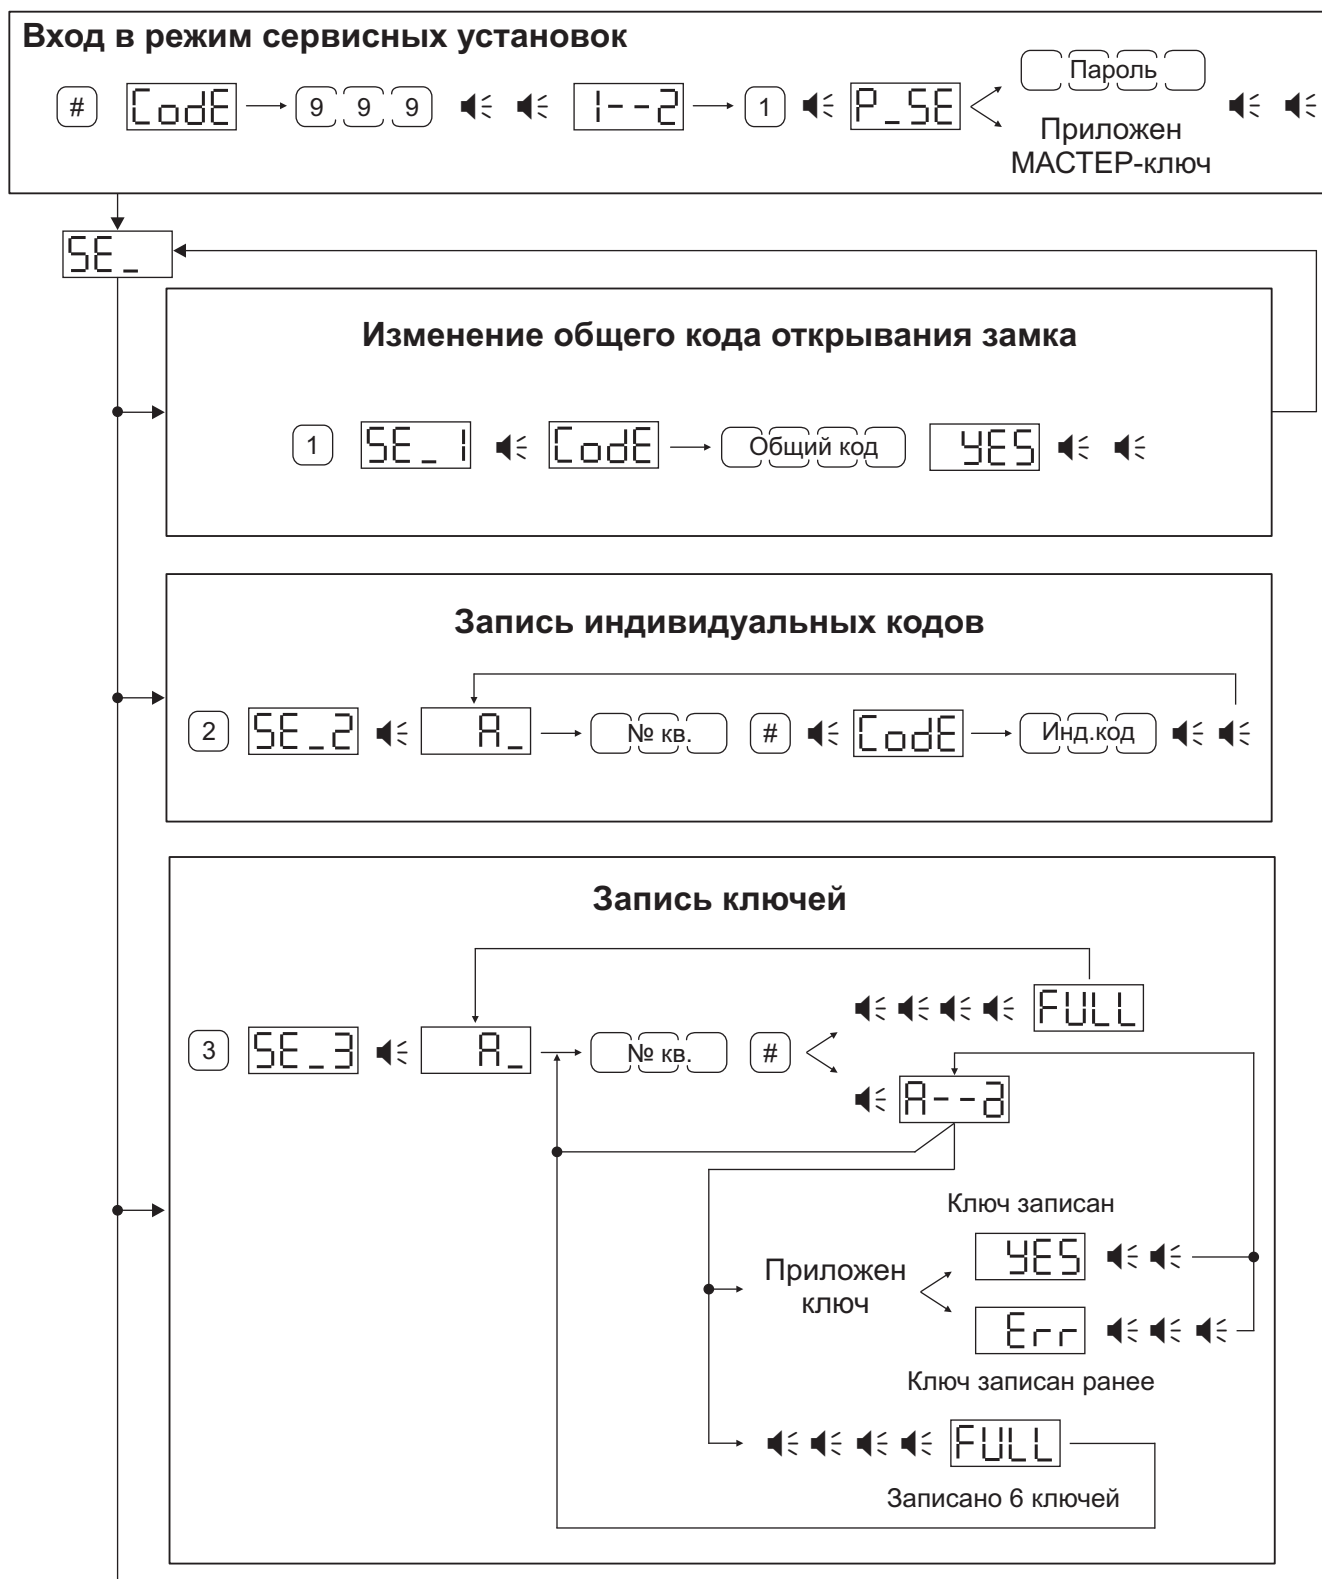 Вход в режим сервисных установок
# CodE 9 9 9 1--2 1 P_SE Пароль
Приложен
МАСТЕР-ключ
SE_
Изменение общего кода открывания замка
1 SE_1 CodE Общий код YES
Запись индивидуальных кодов
2 SE_2 A_ № кв. # CodE Инд.код
Запись ключей
FULL
3 SE_3 A_ № кв. #
A--a
Ключ записан
YES
Приложен
ключ
Err
Ключ записан ранее
FULL
Записано 6 ключей